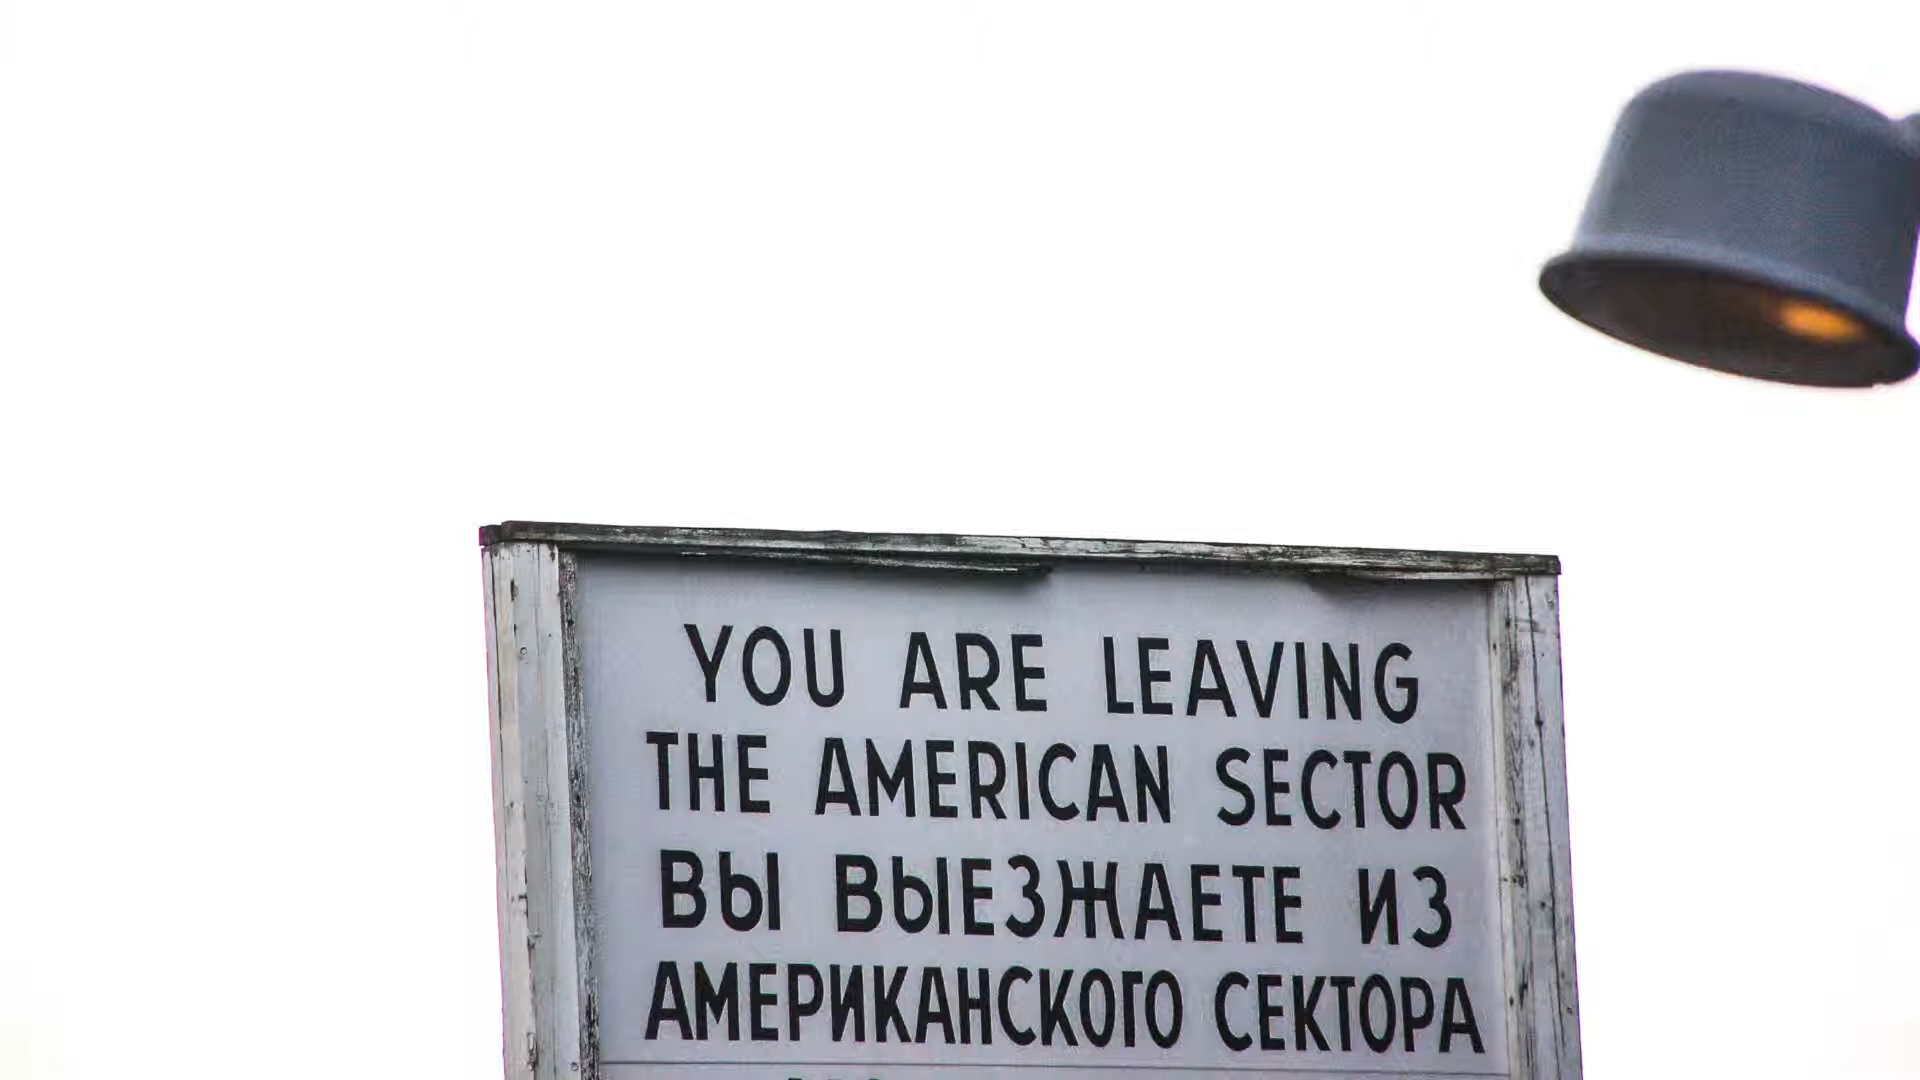 YOU ARE LEAVING
THE AMERICAN SECTOR
ВЫ ВЫЕЗЖАЕТЕ ИЗ
АМЕРИКАНСКОГО СЕКТОРА